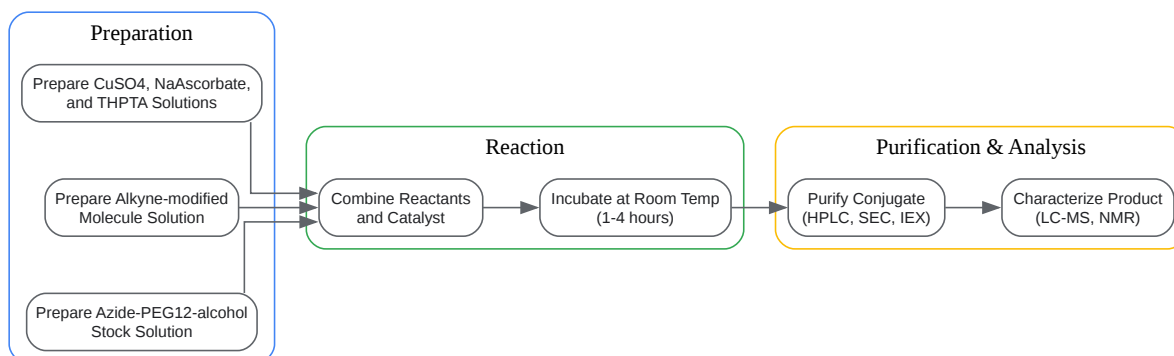 Preparation
Prepare CuSO4, NaAscorbate,
and THPTA Solutions
Prepare Alkyne-modified
Molecule Solution
Prepare Azide-PEG12-alcohol
Stock Solution
Reaction
Combine Reactants
and Catalyst
Incubate at Room Temp
(1-4 hours)
Purification & Analysis
Purify Conjugate
(HPLC, SEC, IEX)
Characterize Product
(LC-MS, NMR)